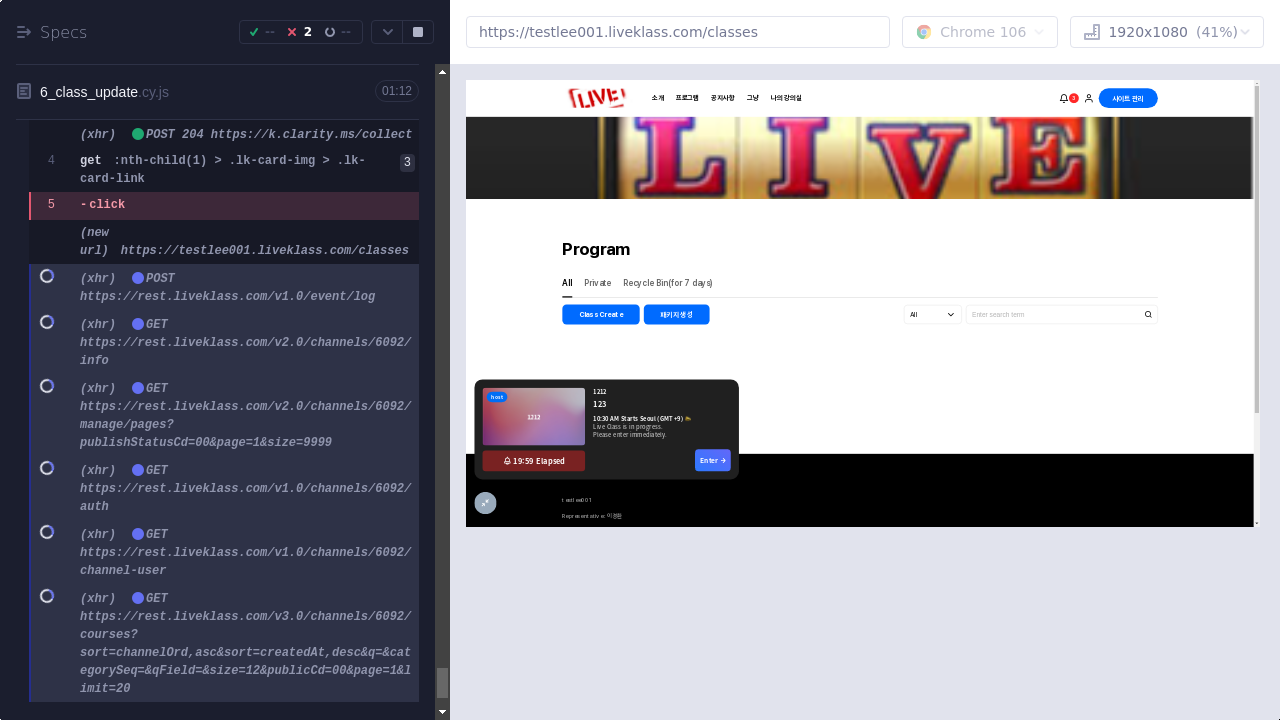 Specs
--
2
--
https://testlee001.liveklass.com/classes
Chrome 106
1920x1080 (41%)
6_class_update.cy.js
01:12
(xhr) POST 204 https://k.clarity.ms/collect
4 get :nth-child(1) > .lk-card-img > .lk-
card-link
3
5 -click
(new
url) https://testlee001.liveklass.com/classes
(xhr) POST
https://rest.liveklass.com/v1.0/event/log
(xhr) GET
https://rest.liveklass.com/v2.0/channels/6092/
info
(xhr) GET
https://rest.liveklass.com/v2.0/channels/6092/
manage/pages?
publishStatusCd=00&page=1&size=9999
(xhr) GET
https://rest.liveklass.com/v1.0/channels/6092/
auth
(xhr) GET
https://rest.liveklass.com/v1.0/channels/6092/
channel-user
(xhr) GET
https://rest.liveklass.com/v3.0/channels/6092/
courses?
sort=channelOrd,asc&sort=createdAt,desc&q=&cat
egorySeq=&qField=&size=12&publicCd=00&page=1&l
imit=20
LIVE!
소개 프로그램 공지사항 그냥 나의 강의실
3
사이트 관리
LIVE
Program
All Private Recycle Bin(for 7 days)
Class Create
패키지 생성
All
Enter search term
host
1212
1212
123
10:30 AM Starts Seoul (GMT +9)
Live Class is in progress.
Please enter immediately.
19:59 Elapsed
Enter →
testlee001
Representative: 이경환